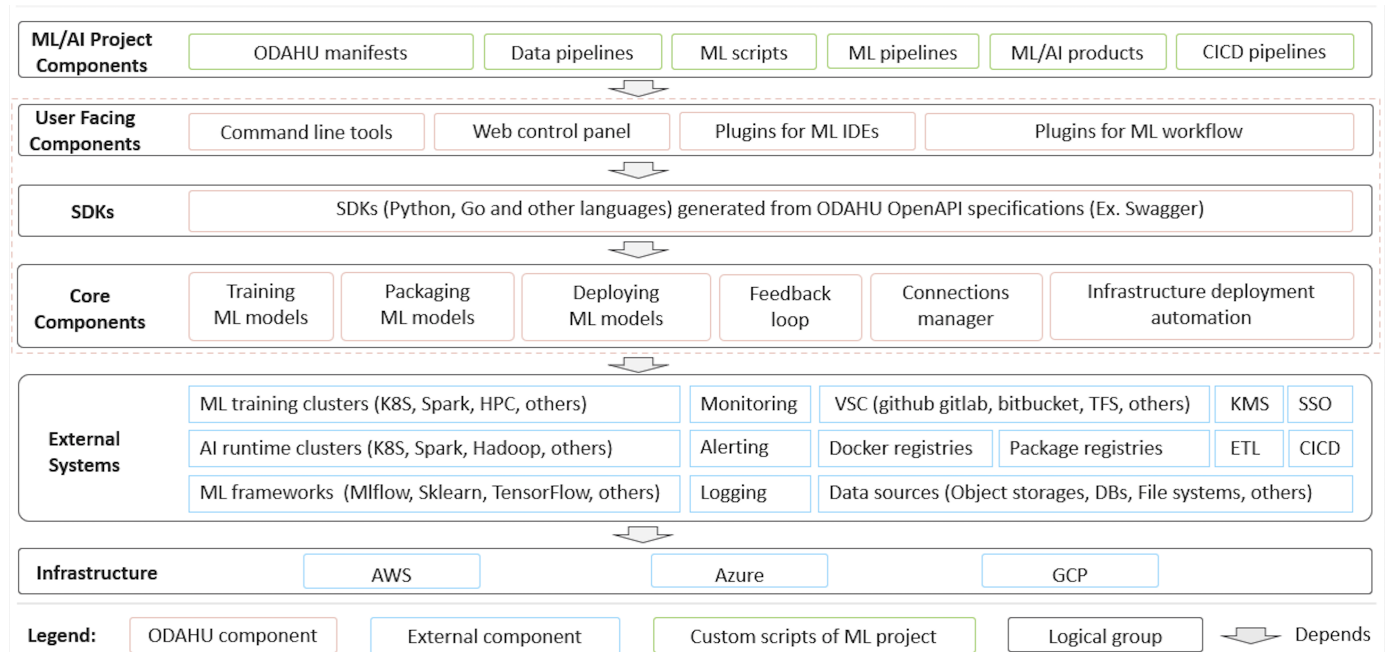 ML/AI Project
Components
ODAHU manifests
Data pipelines
ML scripts
ML pipelines
ML/AI products
CICD pipelines
User Facing
Components
Command line tools
Web control panel
Plugins for ML IDEs
Plugins for ML workflow
SDKs
SDKs (Python, Go and other languages) generated from ODAHU OpenAPI specifications (Ex. Swagger)
Core
Components
Training
ML models
Packaging
ML models
Deploying
ML models
Feedback
loop
Connections
manager
Infrastructure deployment
automation
External
Systems
ML training clusters (K8S, Spark, HPC, others)
Monitoring
VSC (github gitlab, bitbucket, TFS, others)
KMS
SSO
AI runtime clusters (K8S, Spark, Hadoop, others)
Alerting
Docker registries
Package registries
ETL
CICD
ML frameworks (Mlflow, Sklearn, TensorFlow, others)
Logging
Data sources (Object storages, DBs, File systems, others)
Infrastructure
AWS
Azure
GCP
Legend:
ODAHU component
External component
Custom scripts of ML project
Logical group
Depends